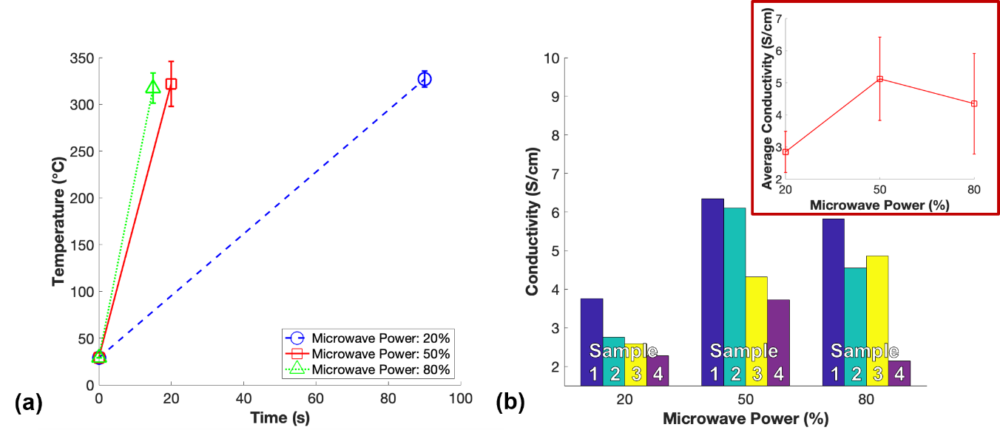 350
300
250
200
150
100
50
0
0 20 40 60 80 100
Temperature (°C)
Time (s)
Microwave Power: 20%
Microwave Power: 50%
Microwave Power: 80%
(a)
10
9
8
7
6
5
4
3
2
Conductivity (S/cm)
Sample Sample Sample
1 2 3 4 1 2 3 4 1 2 3 4
20 50 80
Microwave Power (%)
(b)
7
6
5
4
3
2
Average Conductivity (S/cm)
20 50 80
Microwave Power (%)